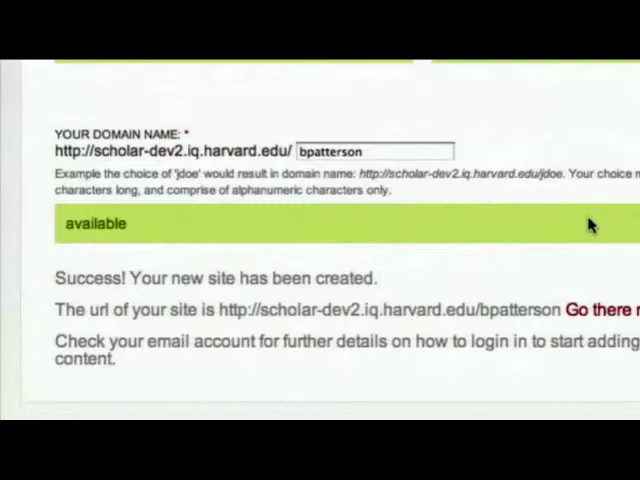 YOUR DOMAIN NAME: *
http://scholar-dev2.iq.harvard.edu/ bpatterson
Example the choice of 'jdoe' would result in domain name: http://scholar-dev2.iq.harvard.edu/jdoe. Your choice
characters long, and comprise of alphanumeric characters only.
available
Success! Your new site has been created.
The url of your site is http://scholar-dev2.iq.harvard.edu/bpatterson Go there
Check your email account for further details on how to login in to start adding
content.